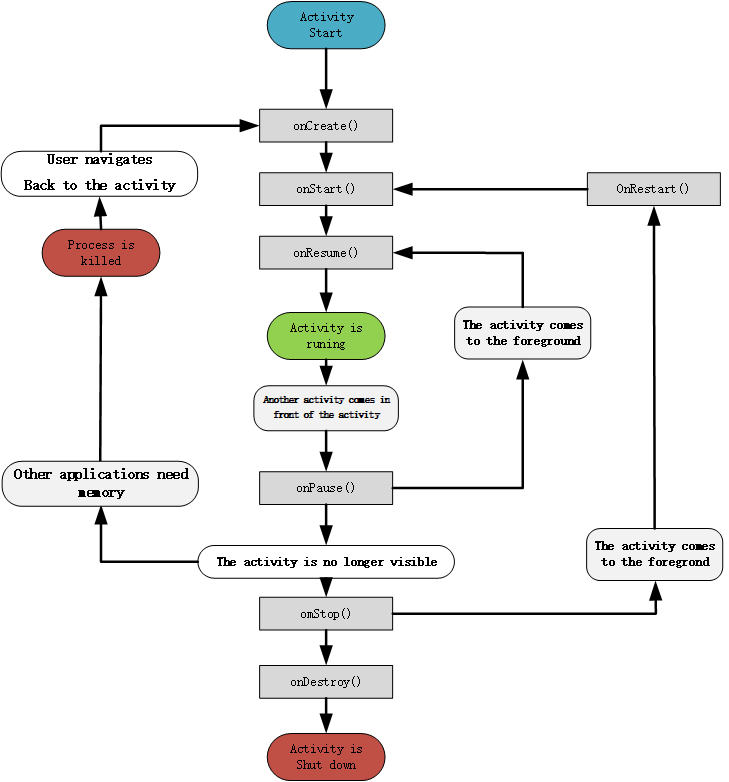 Activity
Start
onCreate()
User navigates
Back to the activity
onStart()
OnRestart()
Process is
killed
onResume()
Activity is
runing
The activity comes
to the foreground
Another activity comes in
front of the activity
Other applications need
memory
onPause()
The activity is no longer visible
The activity comes
to the foregrond
omStop()
onDestroy()
Activity is
Shut down